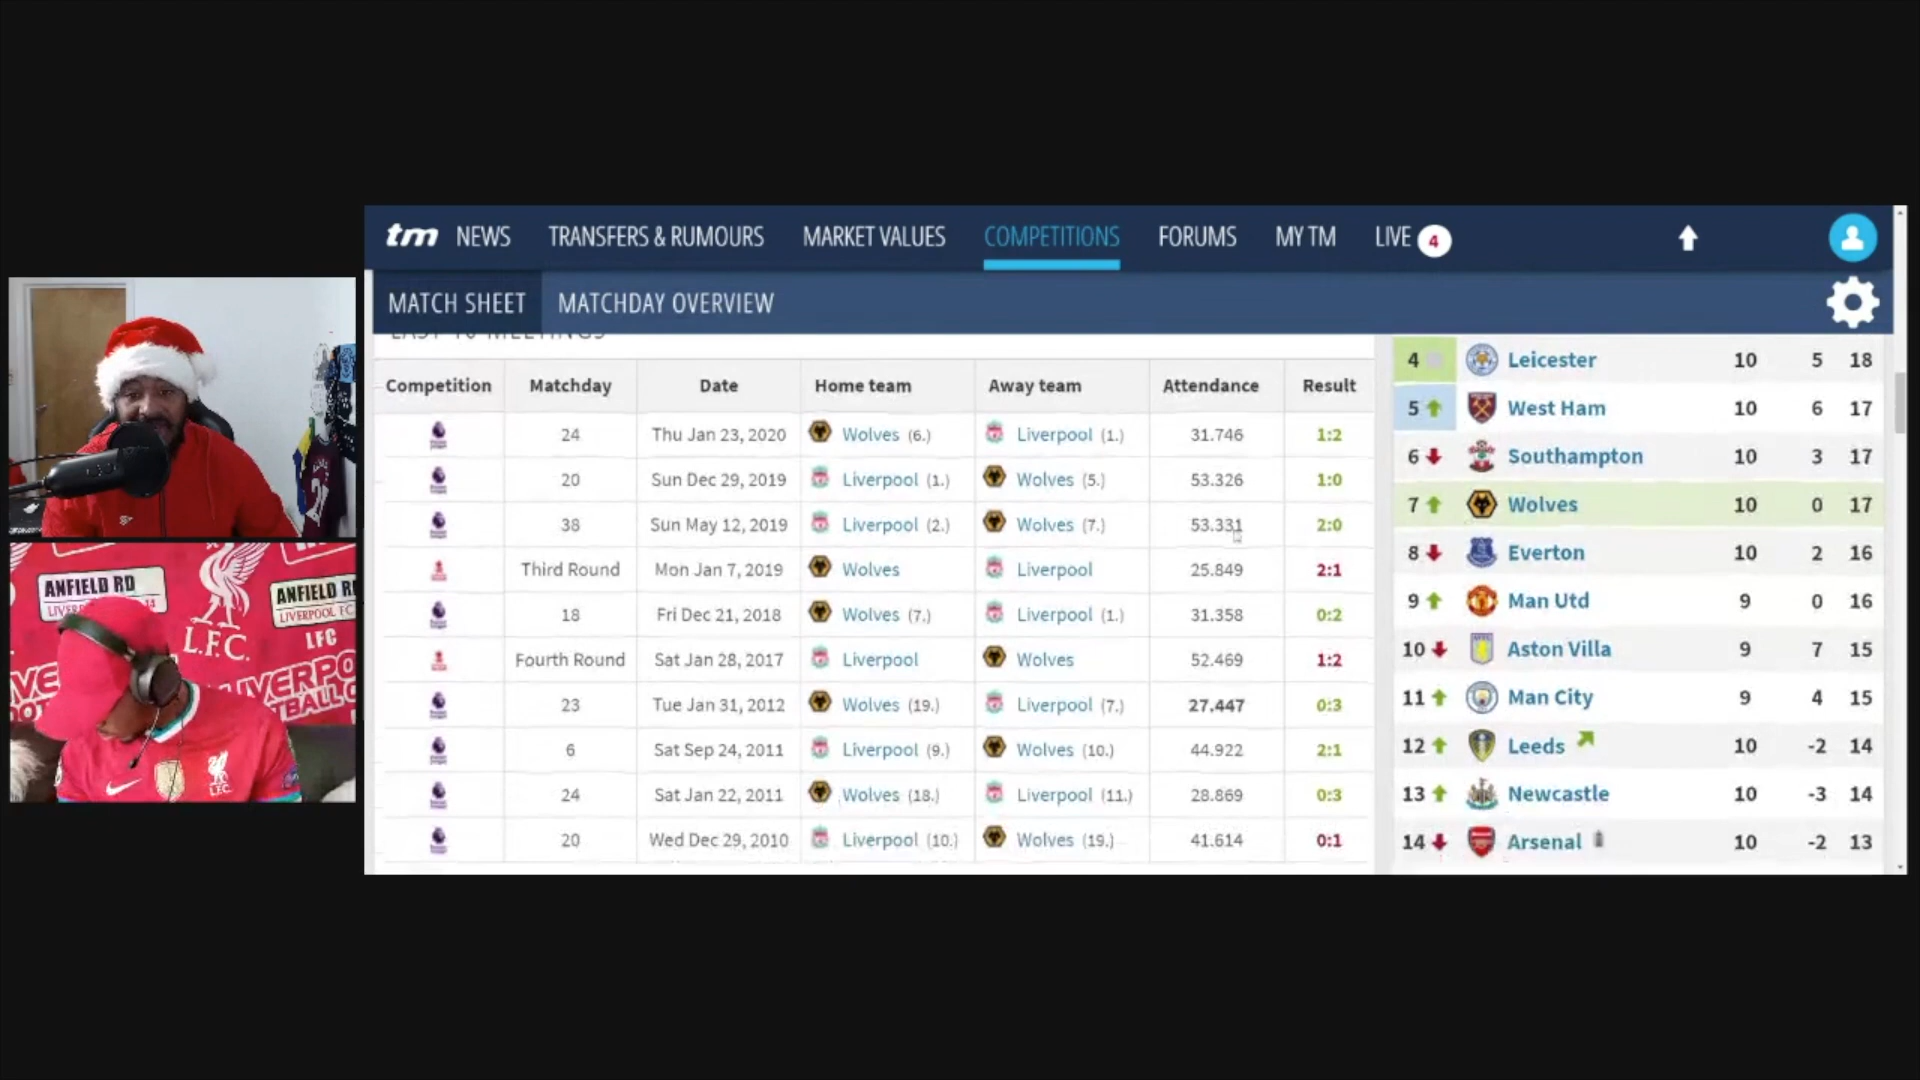 tm NEWS TRANSFERS & RUMOURS MARKET VALUES COMPETITIONS FORUMS MY TM LIVE 4
MATCH SHEET MATCHDAY OVERVIEW
LAST 10 MEETINGS
Competition Matchday Date Home team Away team Attendance Result
24 Thu Jan 23, 2020 Wolves (6.) Liverpool (1.) 31.746 1:2
20 Sun Dec 29, 2019 Liverpool (1.) Wolves (5.) 53.326 1:0
38 Sun May 12, 2019 Liverpool (2.) Wolves (7.) 53.331 2:0
Third Round Mon Jan 7, 2019 Wolves Liverpool 25.849 2:1
18 Fri Dec 21, 2018 Wolves (7.) Liverpool (1.) 31.358 0:2
Fourth Round Sat Jan 28, 2017 Liverpool Wolves 52.469 1:2
23 Tue Jan 31, 2012 Wolves (19.) Liverpool (7.) 27.447 0:3
6 Sat Sep 24, 2011 Liverpool (9.) Wolves (10.) 44.922 2:1
24 Sat Jan 22, 2011 Wolves (18.) Liverpool (11.) 28.869 0:3
20 Wed Dec 29, 2010 Liverpool (10.) Wolves (19.) 41.614 0:1
4 Leicester 10 5 18
5 West Ham 10 6 17
6 Southampton 10 3 17
7 Wolves 10 0 17
8 Everton 10 2 16
9 Man Utd 9 0 16
10 Aston Villa 9 7 15
11 Man City 9 4 15
12 Leeds 10 -2 14
13 Newcastle 10 -3 14
14 Arsenal 10 -2 13
ANFIELD RD
ANFIELD R
LIVERPOOL FC
L.F.C.
LFC
L.F.C.